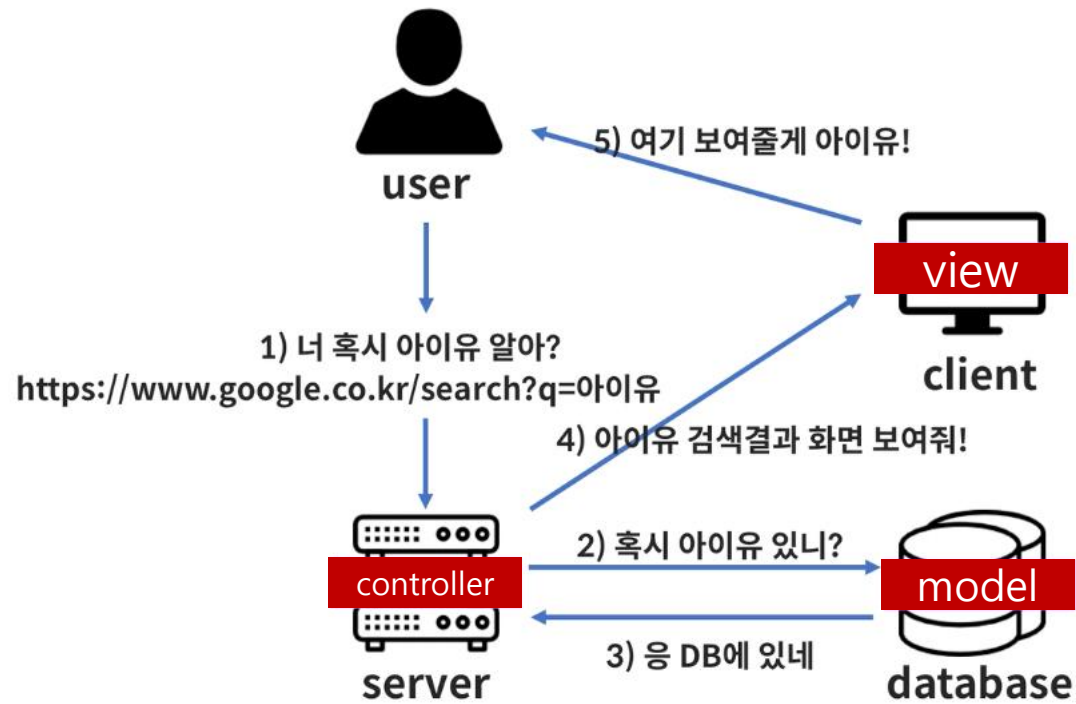 user
5) 여기 보여줄게 아이유!
view
client
1) 너 혹시 아이유 알아?
https://www.google.co.kr/search?q=아이유
4) 아이유 검색결과 화면 보여줘!
2) 혹시 아이유 있니?
controller
model
3) 응 DB에 있네
server
database